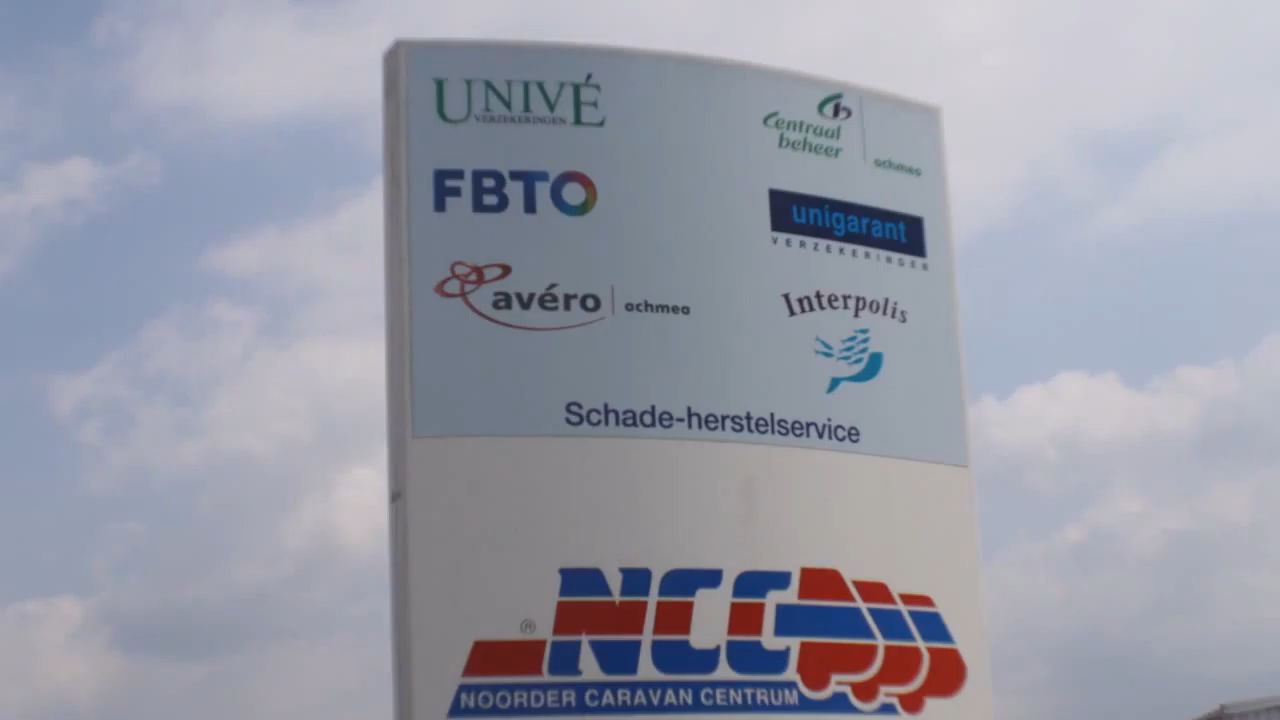 UNIVÉ
VERZEKERINGEN
Centraal
beheer
achmea
FBTO
unigarant
VERZEKERINGEN
avéro achmea
Interpolis
Schade-herstelservice
® NCC
NOORDER CARAVAN CENTRUM